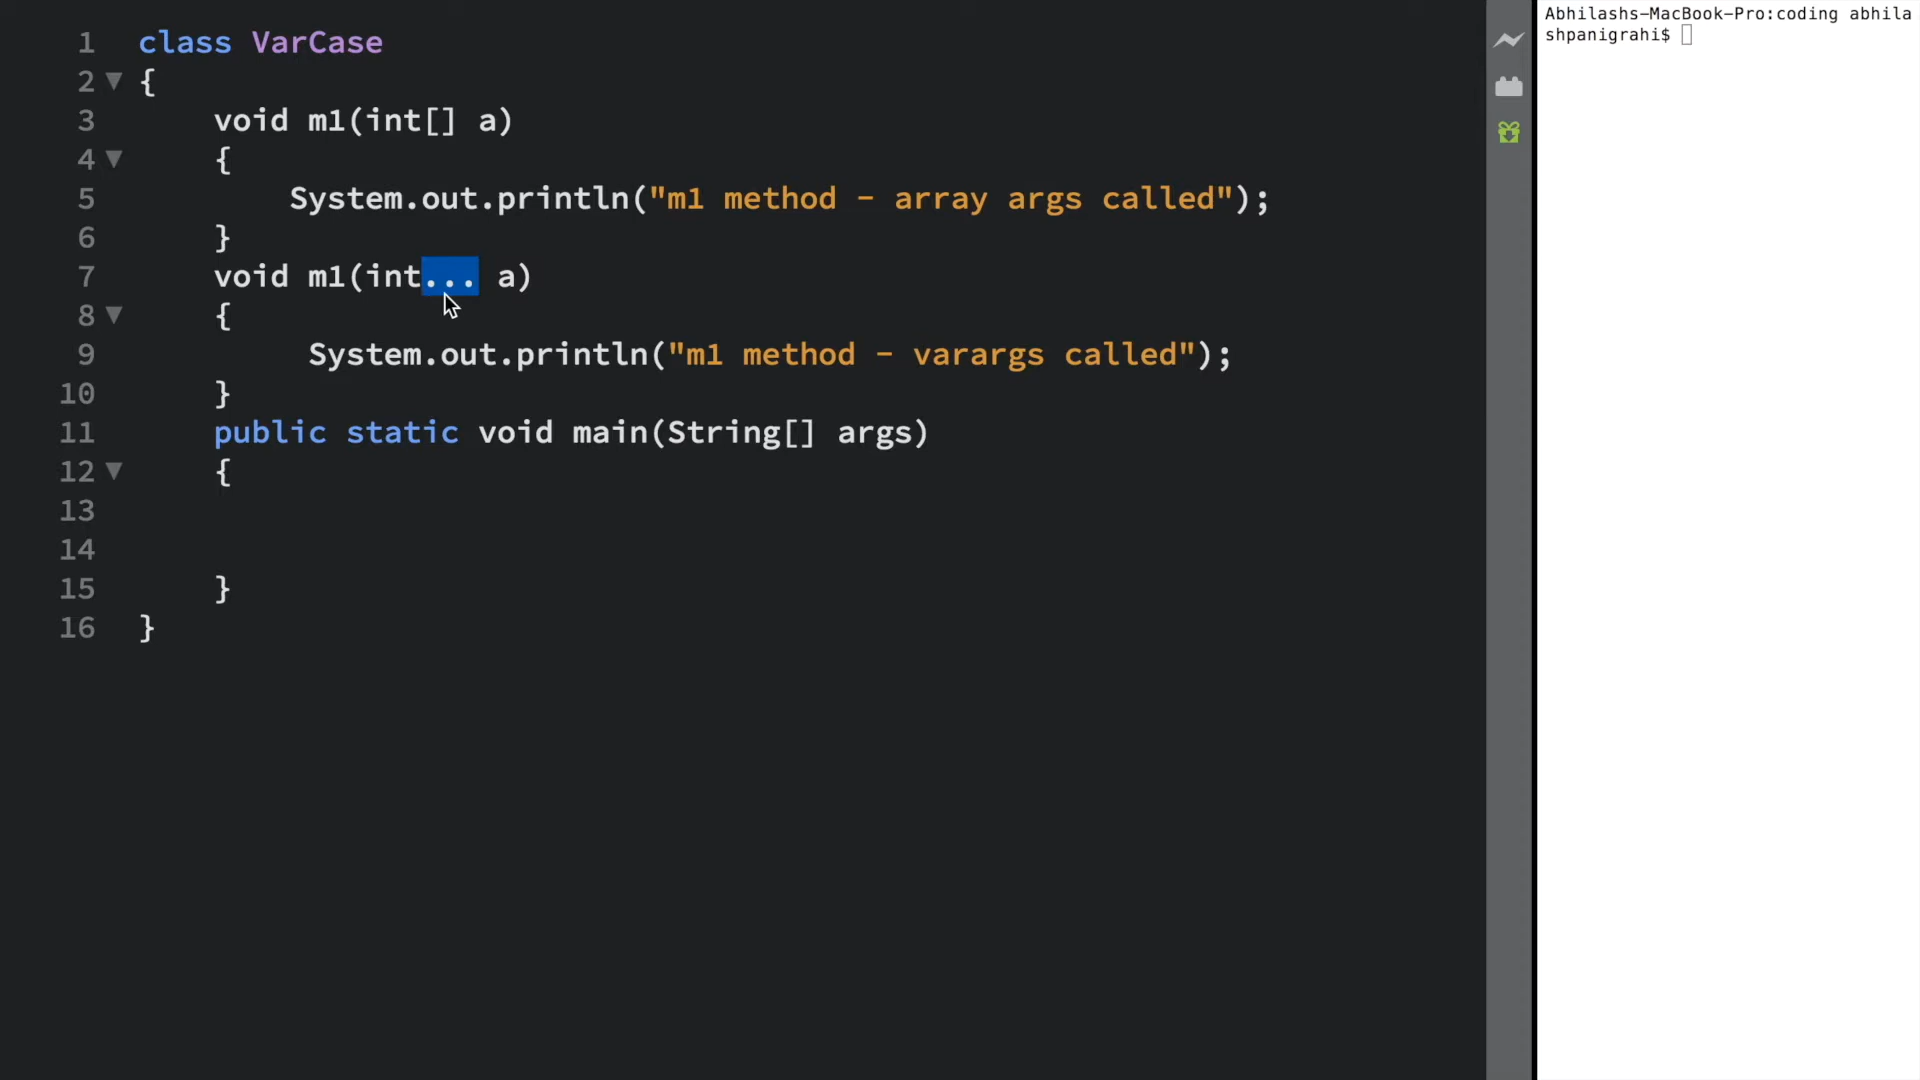 1 class VarCase
2 {
3 void m1(int[] a)
4 {
5 System.out.println("m1 method - array args called");
6 }
7 void m1(int... a)
8 {
9 System.out.println("m1 method - varargs called");
10 }
11 public static void main(String[] args)
12 {
13
14
15 }
16 }
Abhilashs-MacBook-Pro:coding abhila
shpanigrahi$